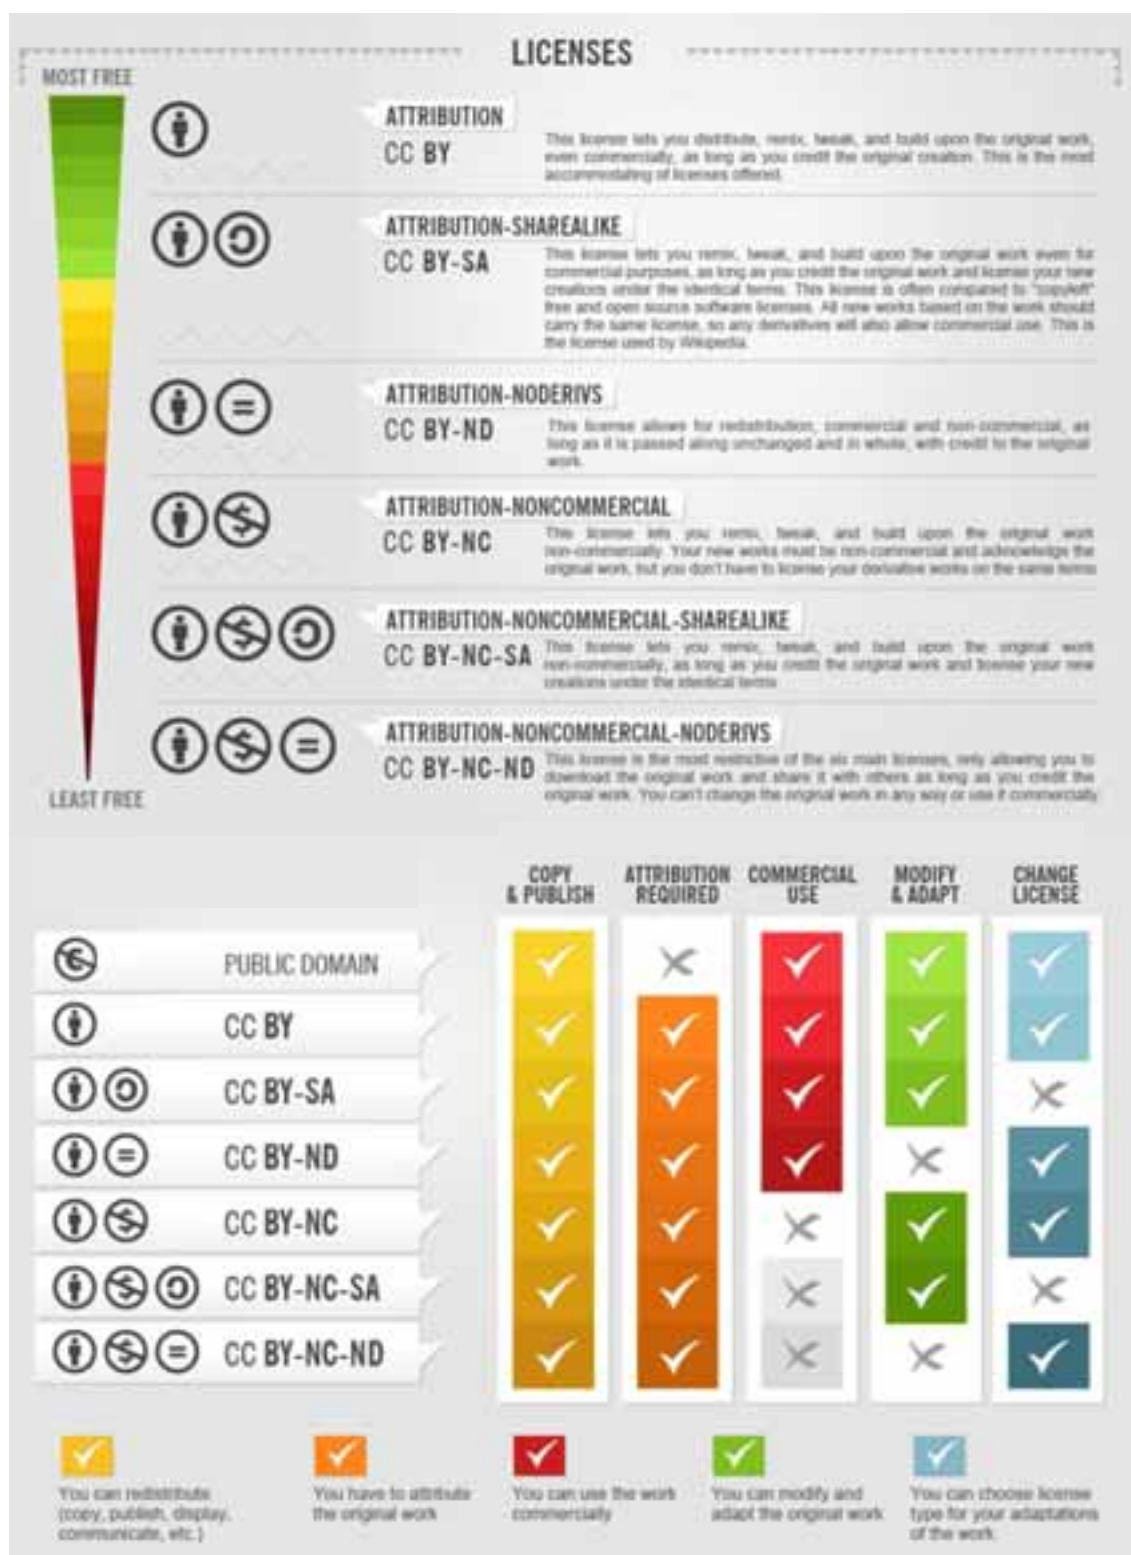 LICENSES
MOST FREE
ATTRIBUTION
CC BY
This license lets you distribute, remix, tweak, and build upon the original work,
even commercially, as long as you credit the original creation. This is the most
accommodating of licenses offered.
ATTRIBUTION-SHAREALIKE
CC BY-SA
This license lets you remix, tweak, and build upon the original work even for
commercial purposes, as long as you credit the original work and license your new
creations under the identical terms. This license is often compared to "copyleft"
free and open source software licenses. All new works based on the work should
carry the same license, so any derivatives will also allow commercial use. This is
the license used by Wikipedia.
ATTRIBUTION-NODERIVS
CC BY-ND
This license allows for redistribution, commercial and non-commercial, as
long as it is passed along unchanged and in whole, with credit to the original
work.
ATTRIBUTION-NONCOMMERCIAL
CC BY-NC
This license lets you remix, tweak, and build upon the original work
non-commercially. Your new works must be non-commercial and acknowledge the
original work, but you don't have to license your derivative works on the same terms
ATTRIBUTION-NONCOMMERCIAL-SHAREALIKE
CC BY-NC-SA
This license lets you remix, tweak, and build upon the original work
non-commercially, as long as you credit the original work and license your new
creations under the identical terms
ATTRIBUTION-NONCOMMERCIAL-NODERIVS
CC BY-NC-ND
This license is the most restrictive of the six main licenses, only allowing you to
download the original work and share it with others as long as you credit the
original work. You can't change the original work in any way or use it commercially
LEAST FREE
COPY & PUBLISH
ATTRIBUTION REQUIRED
COMMERCIAL USE
MODIFY & ADAPT
CHANGE LICENSE
PUBLIC DOMAIN
CC BY
CC BY-SA
CC BY-ND
CC BY-NC
CC BY-NC-SA
CC BY-NC-ND
You can redistribute
(copy, publish, display,
communicate, etc.)
You have to attribute
the original work
You can use the work
commercially
You can modify and
adapt the original work
You can choose license
type for your adaptations
of the work.